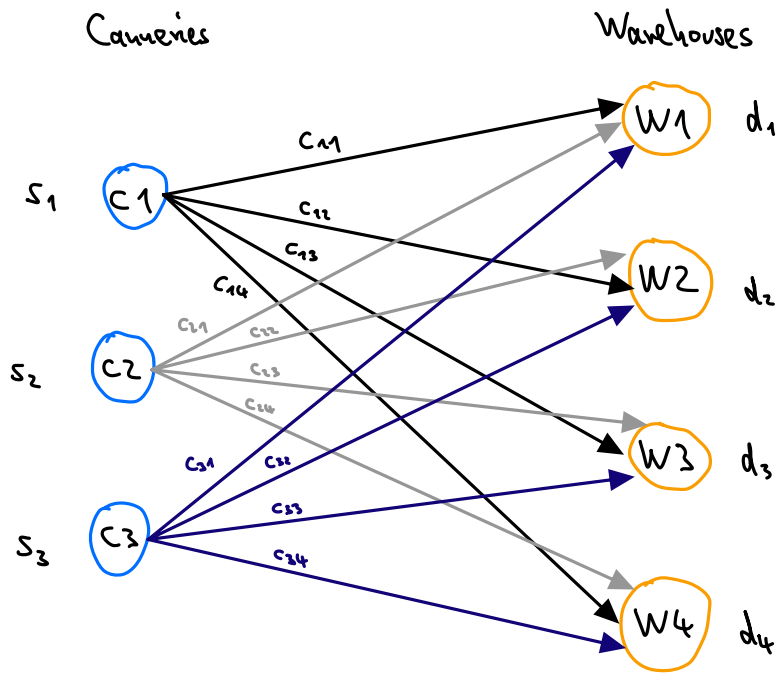 Canneries
Warehouses
W1
d1
c11
s1
C1
c12
c13
W2
d2
c14
c21
c22
s2
C2
c23
c24
W3
d3
c31
c32
c33
s3
C3
c34
W4
d4